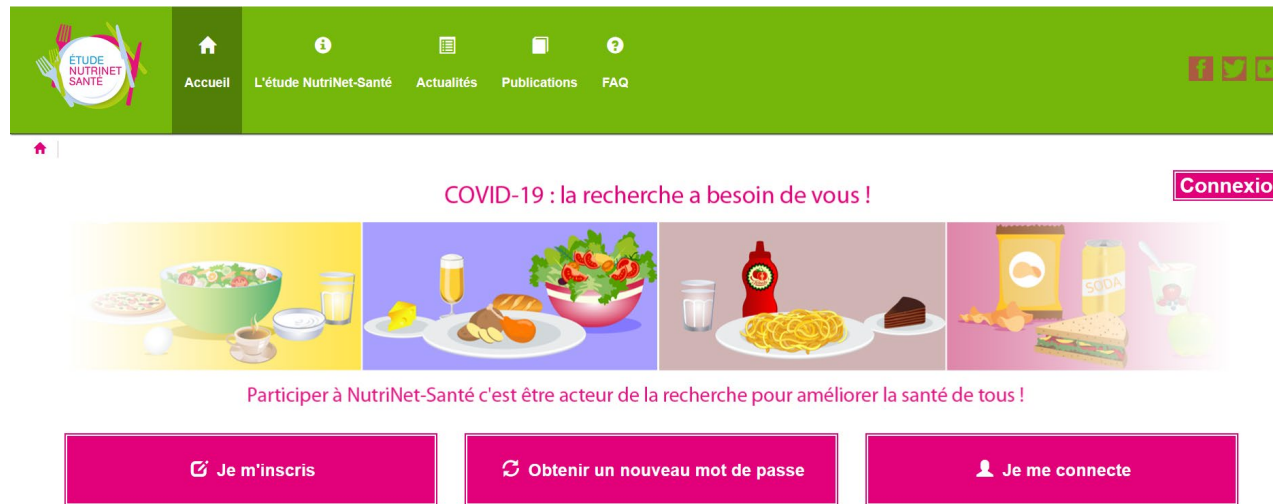 ÉTUDE
NUTRINET
SANTÉ
Accueil
L'étude NutriNet-Santé
Actualités
Publications
FAQ
COVID-19 : la recherche a besoin de vous !
Connexio
SODA
Participer à NutriNet-Santé c'est être acteur de la recherche pour améliorer la santé de tous !
Je m'inscris
Obtenir un nouveau mot de passe
Je me connecte